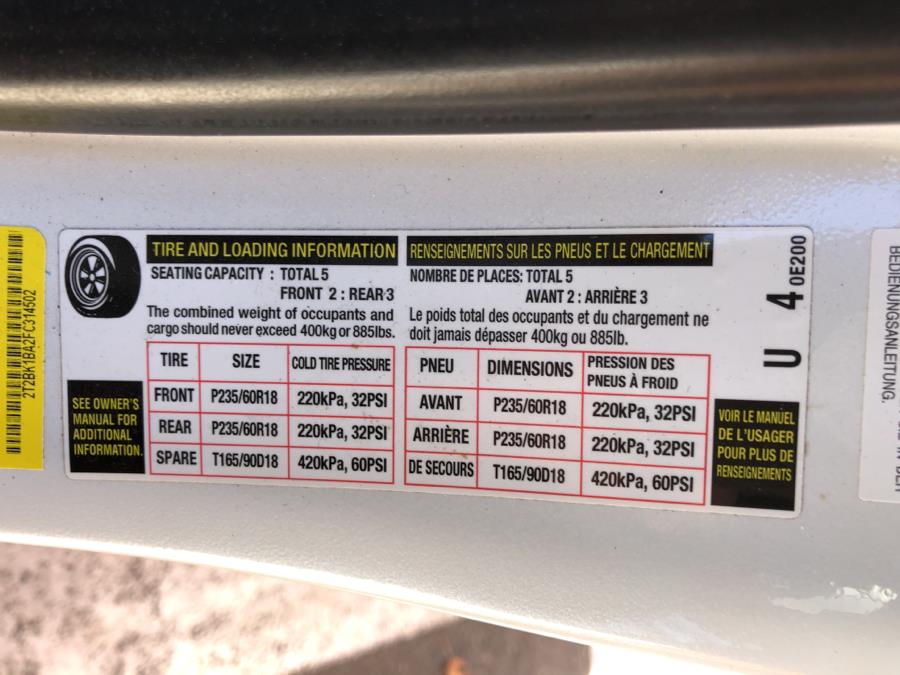 2T2BK1BA2FC314502
TIRE AND LOADING INFORMATION
SEATING CAPACITY : TOTAL 5
FRONT 2 : REAR 3
The combined weight of occupants and
cargo should never exceed 400kg or 885lbs.
TIRE SIZE COLD TIRE PRESSURE
FRONT P235/60R18 220kPa, 32PSI
REAR P235/60R18 220kPa, 32PSI
SPARE T165/90D18 420kPa, 60PSI
SEE OWNER'S
MANUAL FOR
ADDITIONAL
INFORMATION.
RENSEIGNEMENTS SUR LES PNEUS ET LE CHARGEMENT
NOMBRE DE PLACES: TOTAL 5
AVANT 2 : ARRIÈRE 3
Le poids total des occupants et du chargement ne
doit jamais dépasser 400kg ou 885lb.
PNEU DIMENSIONS PRESSION DES
PNEUS À FROID
AVANT P235/60R18 220kPa, 32PSI
ARRIÈRE P235/60R18 220kPa, 32PSI
DE SECOURS T165/90D18 420kPa, 60PSI
VOIR LE MANUEL
DE L'USAGER
POUR PLUS DE
RENSEIGNEMENTS
U 4 0E200
BEDIENUNGSANLEITUNG.